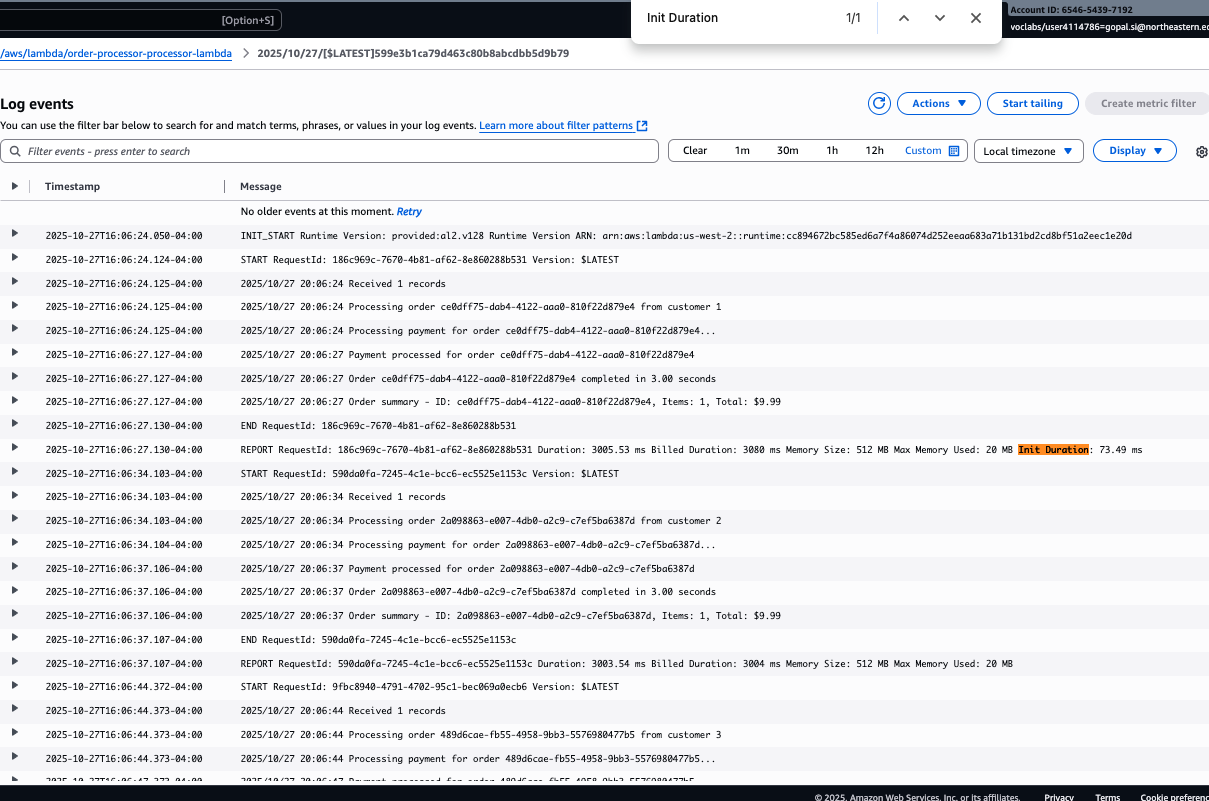 [Option+S]
Init Duration 1/1
Account ID: 6546-5439-7192
voclabs/user4114786=gopal.si@northeastern.ed
/aws/lambda/order-processor-processor-lambda > 2025/10/27/[$LATEST]599e3b1ca79d463c80b8abcdbb5d9b79
Log events
Actions Start tailing Create metric filter
You can use the filter bar below to search for and match terms, phrases, or values in your log events. Learn more about filter patterns
Filter events - press enter to search
Clear 1m 30m 1h 12h Custom Local timezone Display
Timestamp Message
No older events at this moment. Retry
2025-10-27T16:06:24.050-04:00 INIT_START Runtime Version: provided:al2.v128 Runtime Version ARN: arn:aws:lambda:us-west-2::runtime:cc894672bc585ed6a7f4a86074d252eeaa683a71b131bd2cd8bf51a2eec1e20d
2025-10-27T16:06:24.124-04:00 START RequestId: 186c969c-7670-4b81-af62-8e860288b531 Version: $LATEST
2025-10-27T16:06:24.125-04:00 2025/10/27 20:06:24 Received 1 records
2025-10-27T16:06:24.125-04:00 2025/10/27 20:06:24 Processing order ce0dff75-dab4-4122-aaa0-810f22d879e4 from customer 1
2025-10-27T16:06:24.125-04:00 2025/10/27 20:06:24 Processing payment for order ce0dff75-dab4-4122-aaa0-810f22d879e4...
2025-10-27T16:06:27.127-04:00 2025/10/27 20:06:27 Payment processed for order ce0dff75-dab4-4122-aaa0-810f22d879e4
2025-10-27T16:06:27.127-04:00 2025/10/27 20:06:27 Order ce0dff75-dab4-4122-aaa0-810f22d879e4 completed in 3.00 seconds
2025-10-27T16:06:27.127-04:00 2025/10/27 20:06:27 Order summary - ID: ce0dff75-dab4-4122-aaa0-810f22d879e4, Items: 1, Total: $9.99
2025-10-27T16:06:27.130-04:00 END RequestId: 186c969c-7670-4b81-af62-8e860288b531
2025-10-27T16:06:27.130-04:00 REPORT RequestId: 186c969c-7670-4b81-af62-8e860288b531 Duration: 3005.53 ms Billed Duration: 3080 ms Memory Size: 512 MB Max Memory Used: 20 MB Init Duration: 73.49 ms
2025-10-27T16:06:34.103-04:00 START RequestId: 590da0fa-7245-4c1e-bcc6-ec5525e1153c Version: $LATEST
2025-10-27T16:06:34.103-04:00 2025/10/27 20:06:34 Received 1 records
2025-10-27T16:06:34.103-04:00 2025/10/27 20:06:34 Processing order 2a098863-e007-4db0-a2c9-c7ef5ba6387d from customer 2
2025-10-27T16:06:34.104-04:00 2025/10/27 20:06:34 Processing payment for order 2a098863-e007-4db0-a2c9-c7ef5ba6387d...
2025-10-27T16:06:37.106-04:00 2025/10/27 20:06:37 Payment processed for order 2a098863-e007-4db0-a2c9-c7ef5ba6387d
2025-10-27T16:06:37.106-04:00 2025/10/27 20:06:37 Order 2a098863-e007-4db0-a2c9-c7ef5ba6387d completed in 3.00 seconds
2025-10-27T16:06:37.106-04:00 2025/10/27 20:06:37 Order summary - ID: 2a098863-e007-4db0-a2c9-c7ef5ba6387d, Items: 1, Total: $9.99
2025-10-27T16:06:37.107-04:00 END RequestId: 590da0fa-7245-4c1e-bcc6-ec5525e1153c
2025-10-27T16:06:37.107-04:00 REPORT RequestId: 590da0fa-7245-4c1e-bcc6-ec5525e1153c Duration: 3003.54 ms Billed Duration: 3004 ms Memory Size: 512 MB Max Memory Used: 20 MB
2025-10-27T16:06:44.372-04:00 START RequestId: 9fbc8940-4791-4702-95c1-bec069a0ecb6 Version: $LATEST
2025-10-27T16:06:44.373-04:00 2025/10/27 20:06:44 Received 1 records
2025-10-27T16:06:44.373-04:00 2025/10/27 20:06:44 Processing order 489d6cae-fb55-4958-9bb3-5576980477b5 from customer 3
2025-10-27T16:06:44.373-04:00 2025/10/27 20:06:44 Processing payment for order 489d6cae-fb55-4958-9bb3-5576980477b5...
2025-10-27T16:06:47.373-04:00 2025/10/27 20:06:47 Payment processed for order 489d6cae-fb55-4958-9bb3-5576980477b5
© 2025, Amazon Web Services, Inc. or its affiliates. Privacy Terms Cookie preferenc